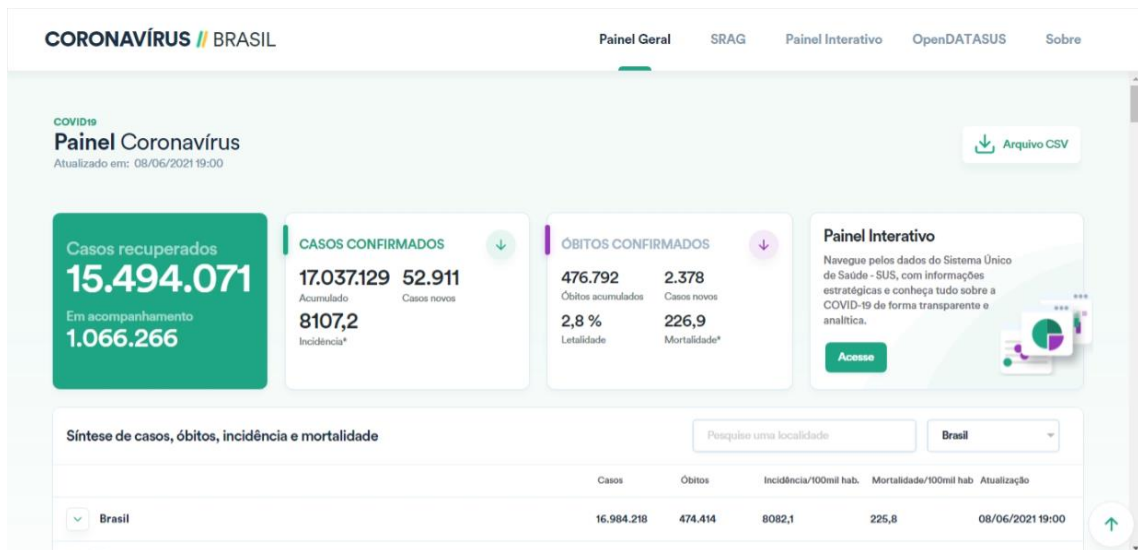 CORONAVÍRUS // BRASIL
Painel Geral SRAG Painel Interativo OpenDATASUS Sobre
COVID19
Painel Coronavírus
Atualizado em: 08/06/2021 19:00
Arquivo CSV
Casos recuperados
15.494.071
Em acompanhamento
1.066.266
CASOS CONFIRMADOS
17.037.129 52.911
Acumulado Casos novos
8107,2
Incidência*
ÓBITOS CONFIRMADOS
476.792 2.378
Óbitos acumulados Casos novos
2,8 % 226,9
Letalidade Mortalidade*
Painel Interativo
Navegue pelos dados do Sistema Único
de Saúde - SUS, com informações
estratégicas e conheça tudo sobre a
COVID-19 de forma transparente e
analítica.
Acesse
Síntese de casos, óbitos, incidência e mortalidade
Pesquise uma localidade
Brasil
Casos Óbitos Incidência/100mil hab. Mortalidade/100mil hab Atualização
Brasil 16.984.218 474.414 8082,1 225,8 08/06/2021 19:00